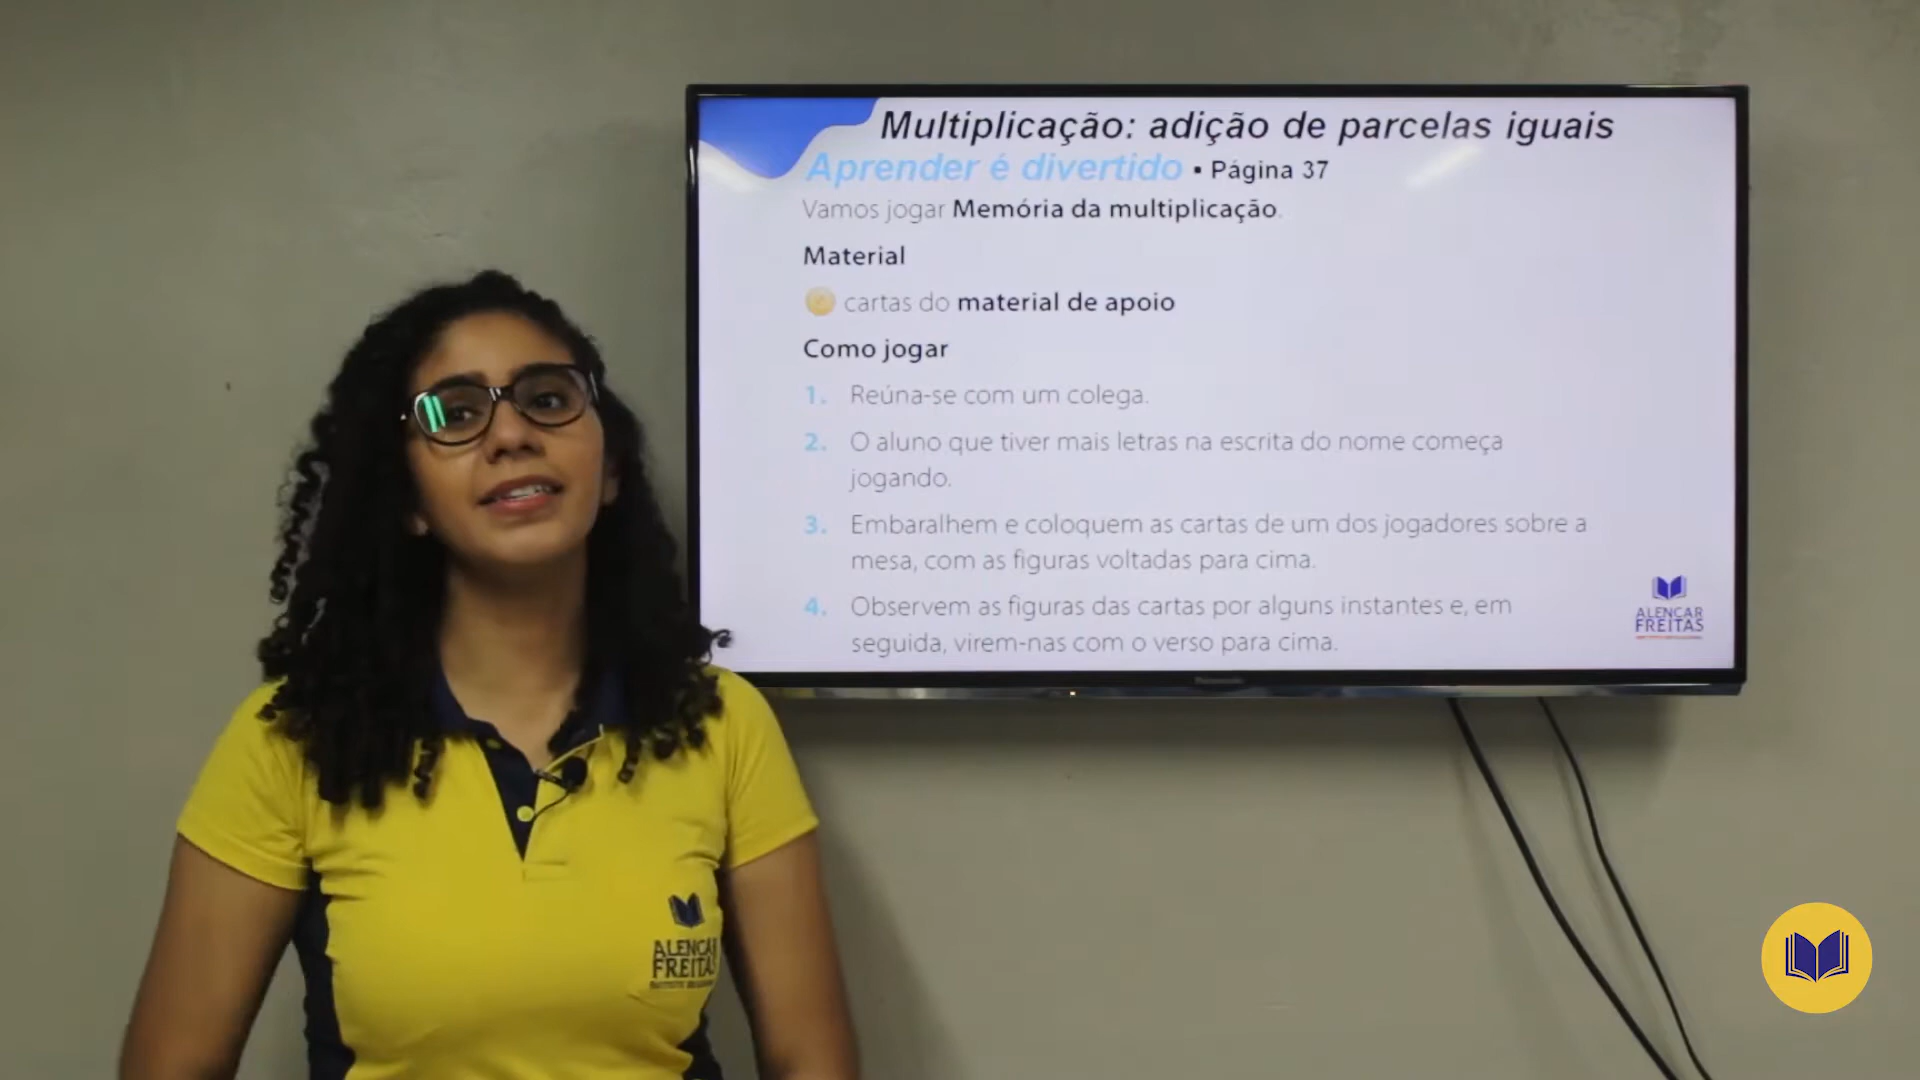 Multiplicação: adição de parcelas iguais
Aprender é divertido ▪ Página 37
Vamos jogar Memória da multiplicação.
Material
cartas do material de apoio
Como jogar
1. Reúna-se com um colega.
2. O aluno que tiver mais letras na escrita do nome começa
jogando.
3. Embaralhem e coloquem as cartas de um dos jogadores sobre a
mesa, com as figuras voltadas para cima.
4. Observem as figuras das cartas por alguns instantes e, em
seguida, virem-nas com o verso para cima.
ALENCAR
FREITAS
ALENCAR
FREITAS